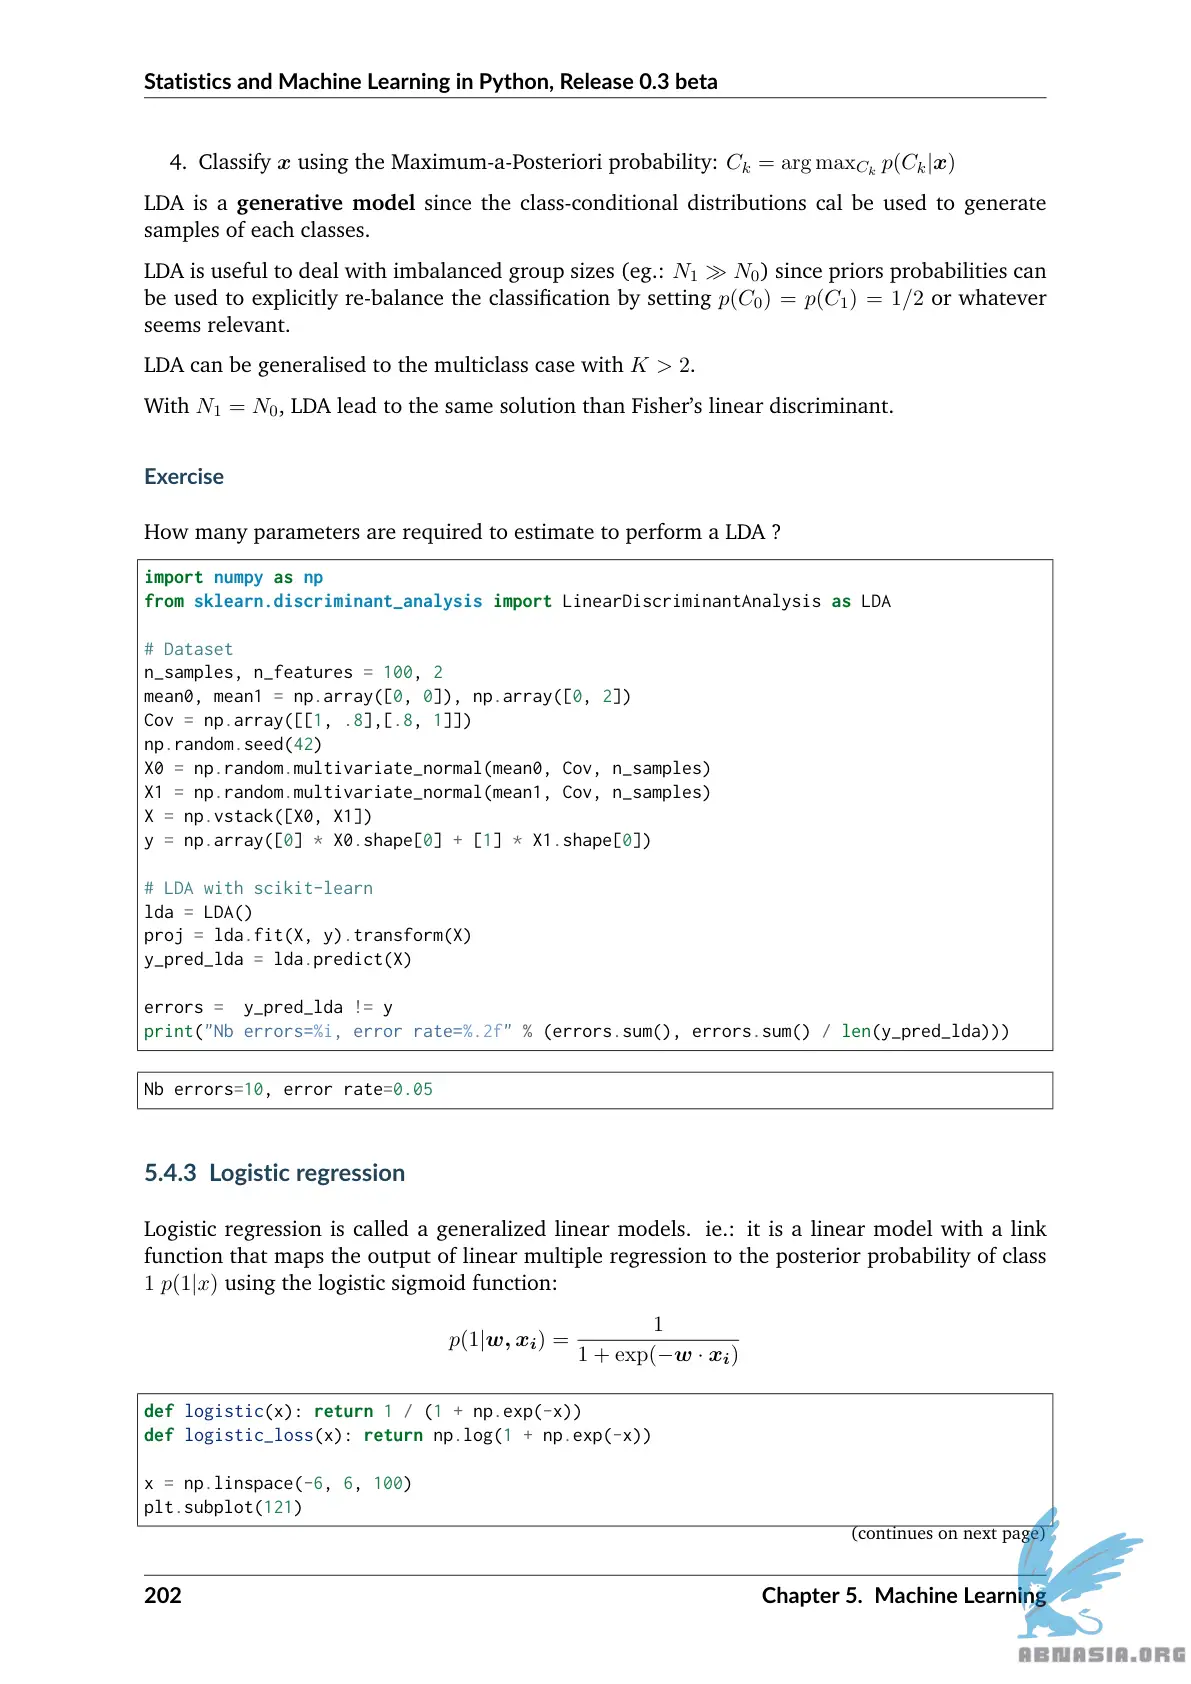 Statistics and Machine Learning in Python, Release 0.3 beta
4. Classify x using the Maximum-a-Posteriori probability: C_k = arg max_{C_k} p(C_k|x)
LDA is a generative model since the class-conditional distributions cal be used to generate
samples of each classes.
LDA is useful to deal with imbalanced group sizes (eg.: N_1 ≫ N_0) since priors probabilities can
be used to explicitly re-balance the classification by setting p(C_0) = p(C_1) = 1/2 or whatever
seems relevant.
LDA can be generalised to the multiclass case with K > 2.
With N_1 = N_0, LDA lead to the same solution than Fisher's linear discriminant.
Exercise
How many parameters are required to estimate to perform a LDA ?
import numpy as np
from sklearn.discriminant_analysis import LinearDiscriminantAnalysis as LDA
# Dataset
n_samples, n_features = 100, 2
mean0, mean1 = np.array([0, 0]), np.array([0, 2])
Cov = np.array([[1, .8],[.8, 1]])
np.random.seed(42)
X0 = np.random.multivariate_normal(mean0, Cov, n_samples)
X1 = np.random.multivariate_normal(mean1, Cov, n_samples)
X = np.vstack([X0, X1])
y = np.array([0] * X0.shape[0] + [1] * X1.shape[0])
# LDA with scikit-learn
lda = LDA()
proj = lda.fit(X, y).transform(X)
y_pred_lda = lda.predict(X)
errors =  y_pred_lda != y
print("Nb errors=%i, error rate=%.2f" % (errors.sum(), errors.sum() / len(y_pred_lda)))
Nb errors=10, error rate=0.05
5.4.3 Logistic regression
Logistic regression is called a generalized linear models. ie.: it is a linear model with a link
function that maps the output of linear multiple regression to the posterior probability of class
1 p(1|x) using the logistic sigmoid function:
p(1|w, x_i) = 1 / (1 + exp(−w · x_i))
def logistic(x): return 1 / (1 + np.exp(-x))
def logistic_loss(x): return np.log(1 + np.exp(-x))
x = np.linspace(-6, 6, 100)
plt.subplot(121)
(continues on next page)
202 Chapter 5. Machine Learning
ABNASIA.ORG